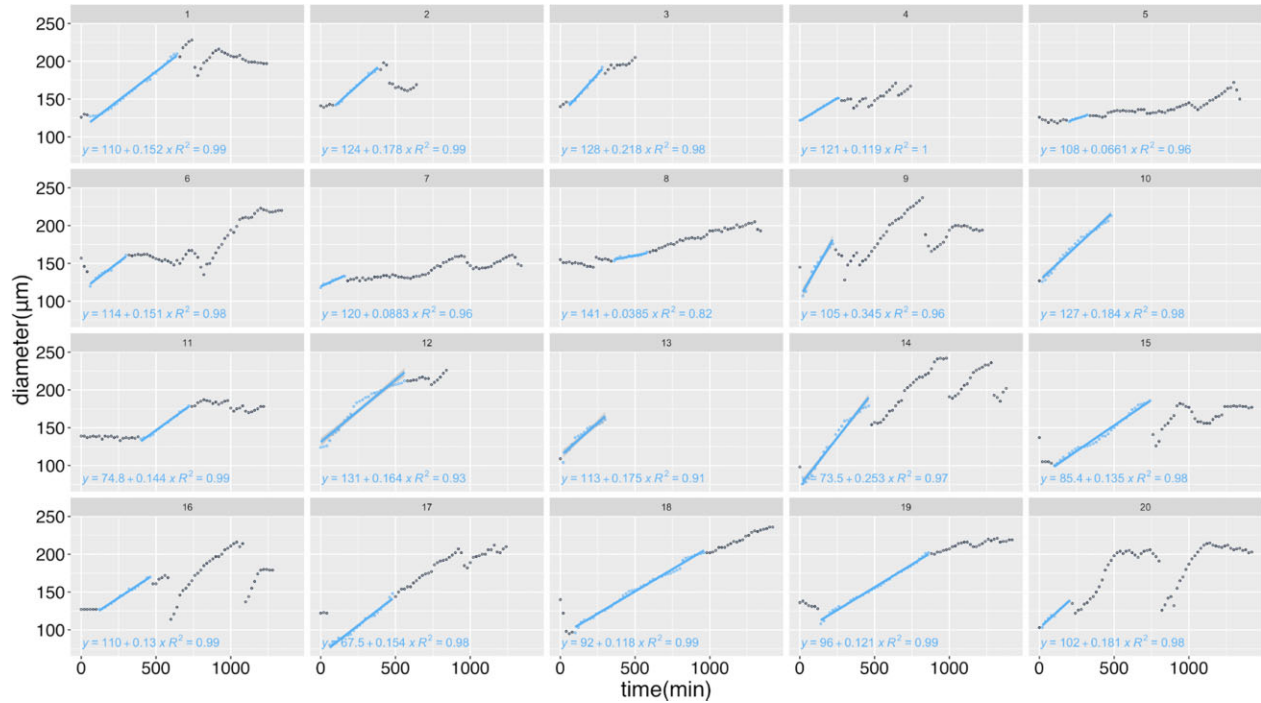 1 2 3 4 5
250
200
150
100
y = 110 + 0.152 x R² = 0.99
y = 124 + 0.178 x R² = 0.99
y = 128 + 0.218 x R² = 0.98
y = 121 + 0.119 x R² = 1
y = 108 + 0.0661 x R² = 0.96
6 7 8 9 10
250
200
150
100
y = 114 + 0.151 x R² = 0.98
y = 120 + 0.0883 x R² = 0.96
y = 141 + 0.0385 x R² = 0.82
y = 105 + 0.345 x R² = 0.96
y = 127 + 0.184 x R² = 0.98
diameter(µm)
11 12 13 14 15
250
200
150
100
y = 74.8 + 0.144 x R² = 0.99
y = 131 + 0.164 x R² = 0.93
y = 113 + 0.175 x R² = 0.91
y = 73.5 + 0.253 x R² = 0.97
y = 85.4 + 0.135 x R² = 0.98
16 17 18 19 20
250
200
150
100
y = 110 + 0.13 x R² = 0.99
y = 67.5 + 0.154 x R² = 0.98
y = 92 + 0.118 x R² = 0.99
y = 96 + 0.121 x R² = 0.99
y = 102 + 0.181 x R² = 0.98
0 500 1000 0 500 1000 0 500 1000 0 500 1000 0 500 1000
time(min)